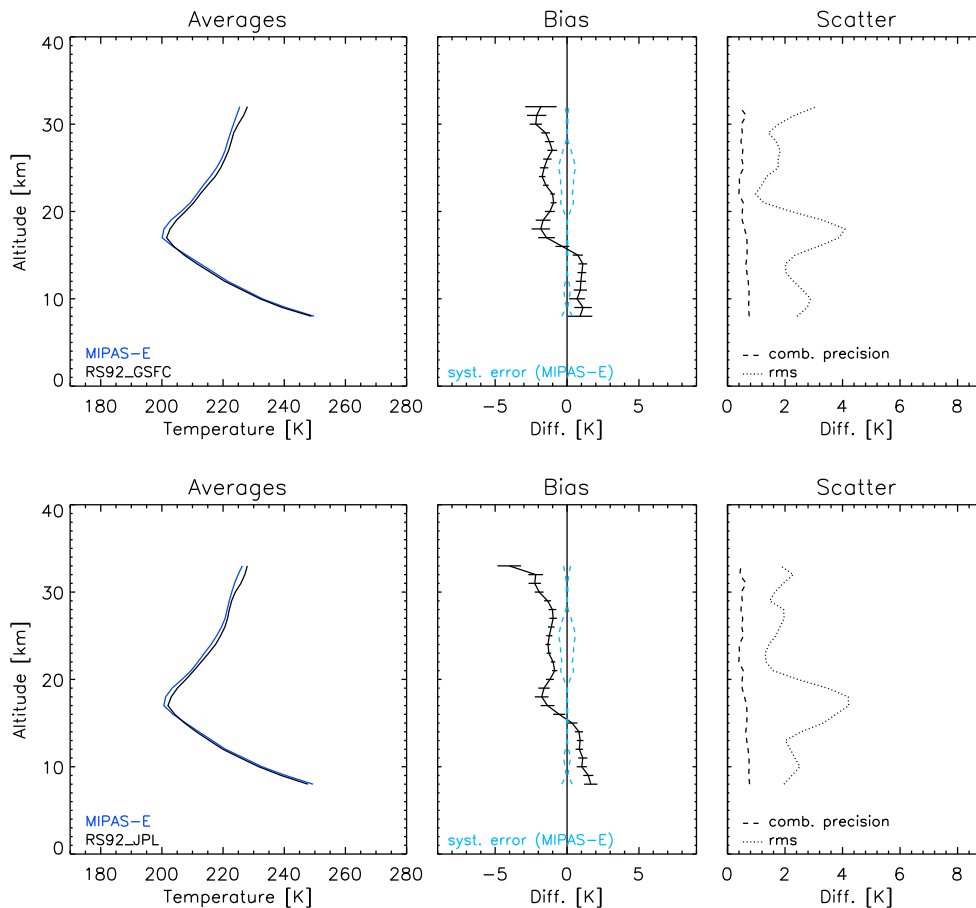 Averages
Bias
Scatter
40
30
20
10
0
Altitude [km]
MIPAS-E
RS92_GSFC
syst. error (MIPAS-E)
comb. precision
rms
180 200 220 240 260 280
-5 0 5
0 2 4 6 8
Temperature [K]
Diff. [K]
Diff. [K]
Averages
Bias
Scatter
40
30
20
10
0
Altitude [km]
MIPAS-E
RS92_JPL
syst. error (MIPAS-E)
comb. precision
rms
180 200 220 240 260 280
-5 0 5
0 2 4 6 8
Temperature [K]
Diff. [K]
Diff. [K]